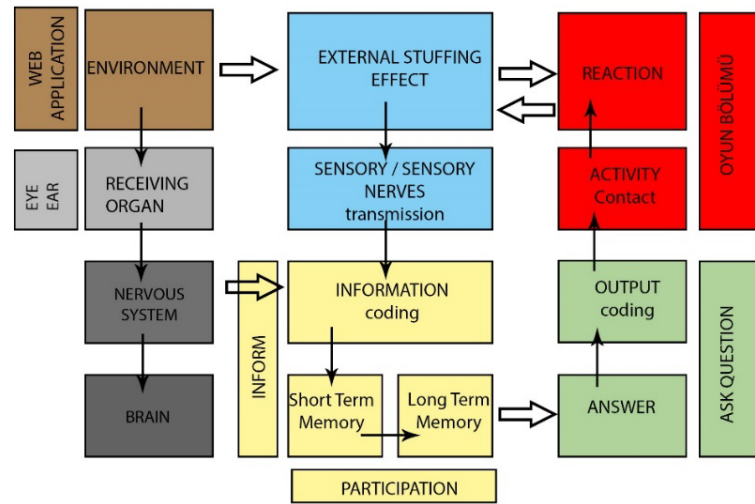 WEB
APPLICATION
ENVIRONMENT
EXTERNAL STUFFING
EFFECT
REACTION
OYUN BÖLÜMÜ
EYE
EAR
RECEIVING
ORGAN
SENSORY / SENSORY
NERVES
transmission
ACTIVITY
Contact
NERVOUS
SYSTEM
INFORM
INFORMATION
coding
OUTPUT
coding
ASK QUESTION
BRAIN
Short Term
Memory
Long Term
Memory
ANSWER
PARTICIPATION